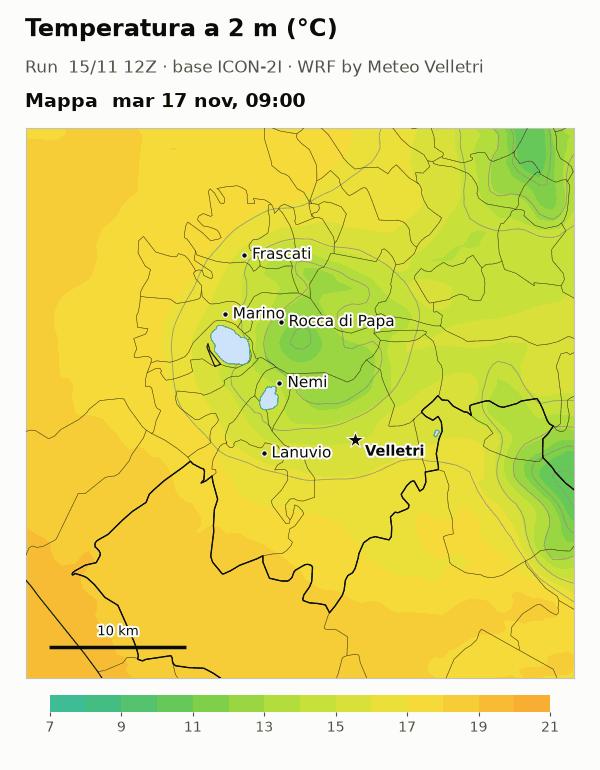 Temperatura a 2 m (°C)
Run  15/11 12Z · base ICON-2I · WRF by Meteo Velletri
Mappa  mar 17 nov, 09:00
Frascati
Marino
Rocca di Papa
Nemi
Velletri
Lanuvio
10 km
7 9 11 13 15 17 19 21